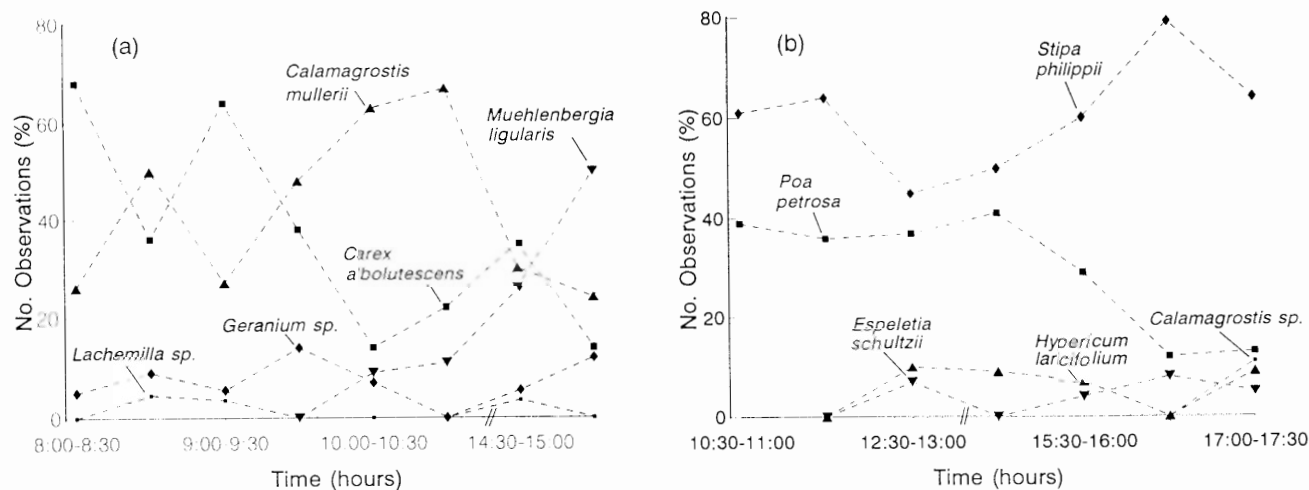 (a)
80
60
40
20
0
No. Observations (%)
Calamagrostis
mullerii
Muehlenbergia
ligularis
Carex
albolutescens
Geranium sp.
Lachemilla sp.
8:00-8:30
9:00-9:30
10:00-10:30
14:30-15:00
Time (hours)
(b)
80
60
40
20
0
No. Observations (%)
Stipa
philippii
Poa
petrosa
Espeletia
schultzii
Hypericum
laricifolium
Calamagrostis sp.
10:30-11:00
12:30-13:00
15:30-16:00
17:00-17:30
Time (hours)